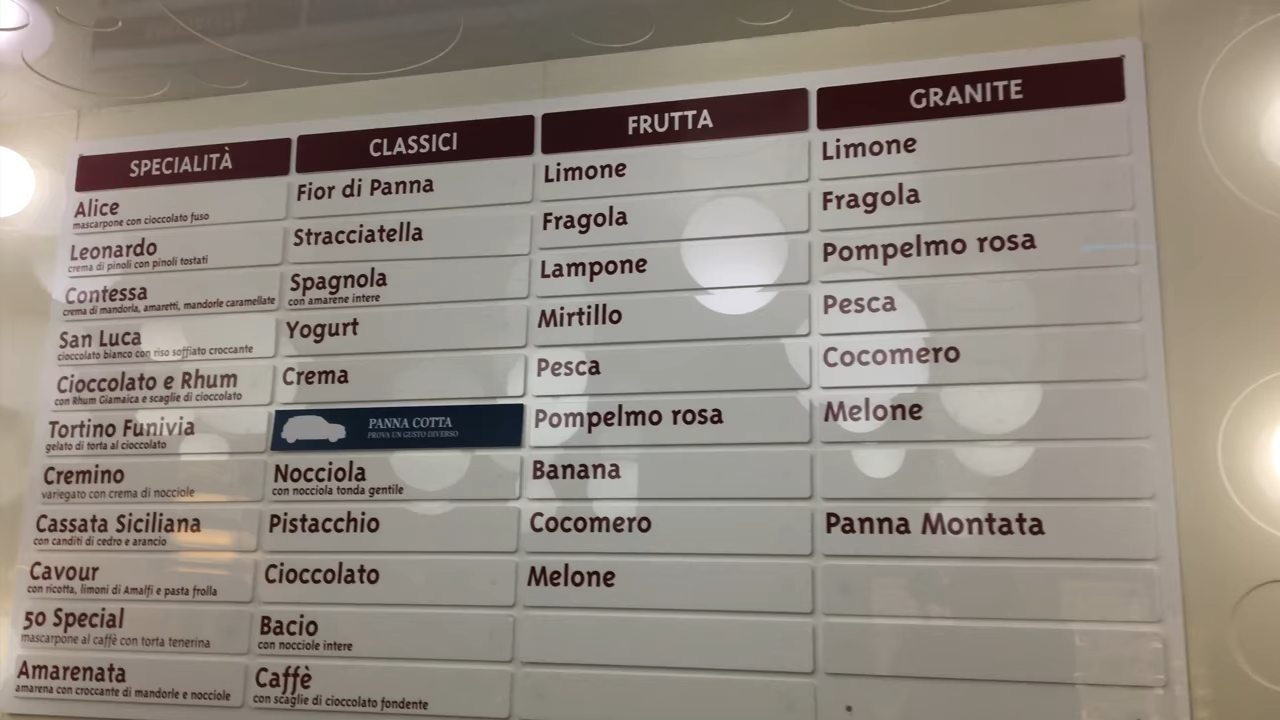 SPECIALITÀ
Alice
mascarpone con cioccolato fuso
Leonardo
crema di pinoli con pinoli tostati
Contessa
crema di mandorla, amaretti, mandorle caramellate
San Luca
cioccolato bianco con riso soffiato croccante
Cioccolato e Rhum
con Rhum Giamaica e scaglie di cioccolato
Tortino Funivia
gelato di torta al cioccolato
Cremino
variegato con crema di nocciole
Cassata Siciliana
con canditi di cedro e arancio
Cavour
con ricotta, limoni di Amalfi e pasta frolla
50 Special
mascarpone al caffè con torta tenerina
Amarenata
amarena con croccante di mandorle e nocciole
CLASSICI
Fior di Panna
Stracciatella
Spagnola
con amarene intere
Yogurt
Crema
PANNA COTTA
PROVA UN GUSTO DIVERSO
Nocciola
con nocciola tonda gentile
Pistacchio
Cioccolato
Bacio
con nocciole intere
Caffè
con scaglie di cioccolato fondente
FRUTTA
Limone
Fragola
Lampone
Mirtillo
Pesca
Pompelmo rosa
Banana
Cocomero
Melone
GRANITE
Limone
Fragola
Pompelmo rosa
Pesca
Cocomero
Melone
Panna Montata